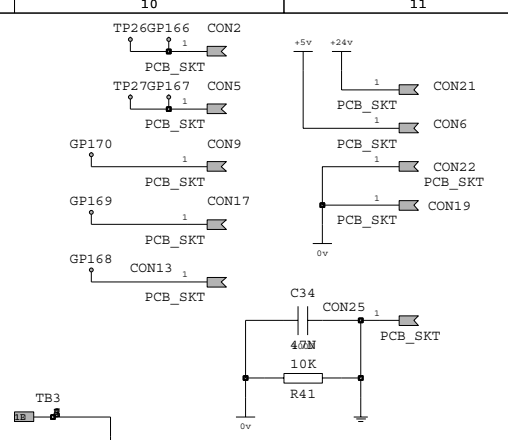 10 11
TP26GP166 CON2
1
PCB_SKT
TP27GP167 CON5
1
PCB_SKT
GP170 CON9
1
PCB_SKT
GP169 CON17
1
PCB_SKT
GP168 CON13
1
PCB_SKT
+5v +24v
1 CON21
PCB_SKT
1 CON6
PCB_SKT
1 CON22
PCB_SKT
1 CON19
PCB_SKT
0v
C34
CON25 1
PCB_SKT
47N
10K
R41
0v
TB3
1B